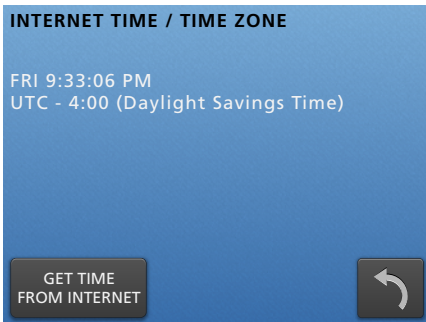 INTERNET TIME / TIME ZONE
FRI 9:33:06 PM
UTC - 4:00 (Daylight Savings Time)
GET TIME
FROM INTERNET